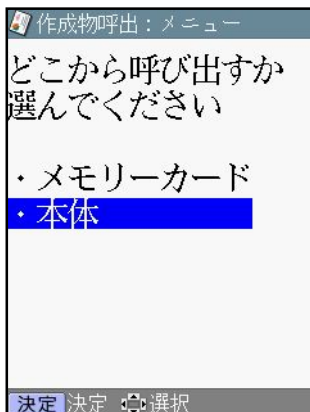 作成物呼出：メニュー
どこから呼び出すか
選んでください
・メモリーカード
・本体
決定 決定 選択